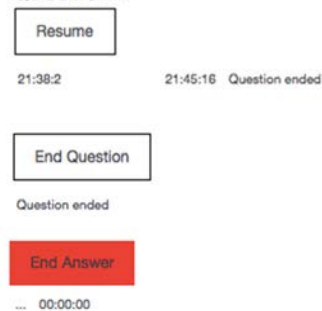 Resume
21:38:2 21:45:16 Question ended
End Question
Question ended
End Answer
... 00:00:00